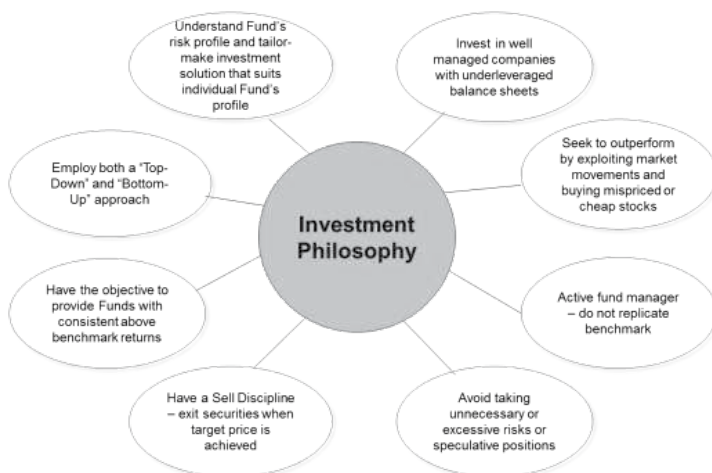 Understand Fund's
risk profile and tailor-
make investment
solution that suits
individual Fund's
profile
Invest in well
managed companies
with underleveraged
balance sheets
Employ both a "Top-
Down" and "Bottom-
Up" approach
Seek to outperform
by exploiting market
movements and
buying mispriced or
cheap stocks
Investment
Philosophy
Have the objective to
provide Funds with
consistent above
benchmark returns
Active fund manager
– do not replicate
benchmark
Have a Sell Discipline
– exit securities when
target price is
achieved
Avoid taking
unnecessary or
excessive risks or
speculative positions